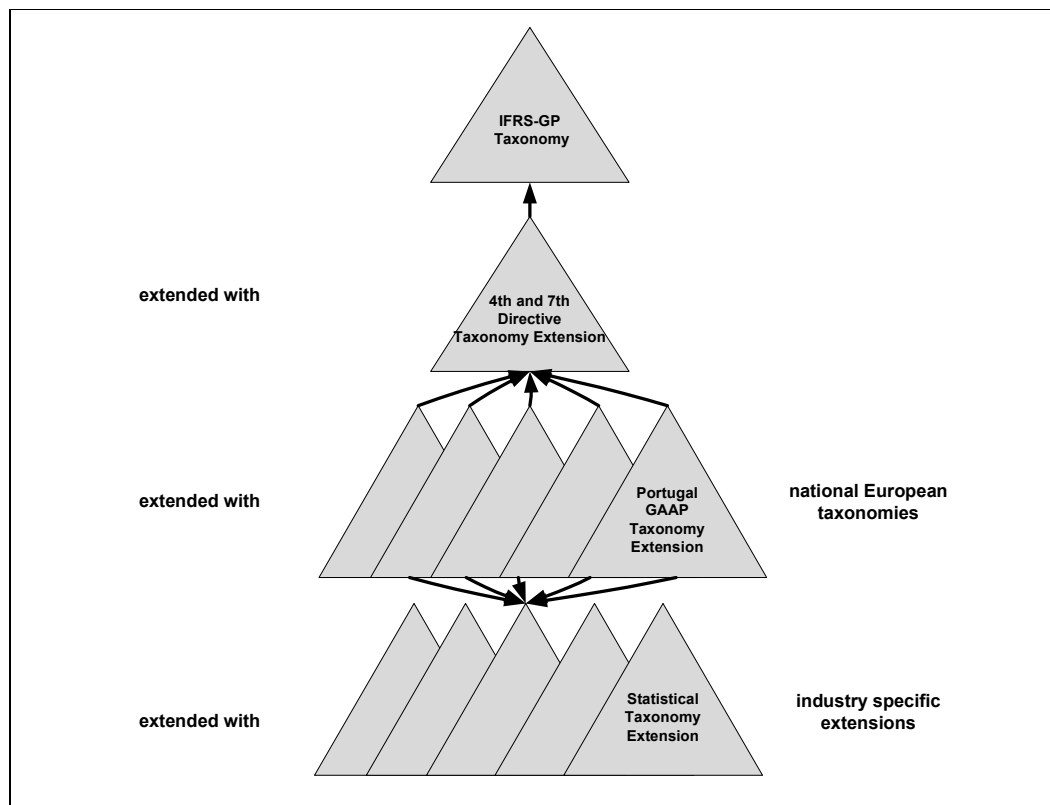 IFRS-GP
Taxonomy
extended with
4th and 7th
Directive
Taxonomy Extension
extended with
Portugal
GAAP
Taxonomy
Extension
national European
taxonomies
extended with
Statistical
Taxonomy
Extension
industry specific
extensions